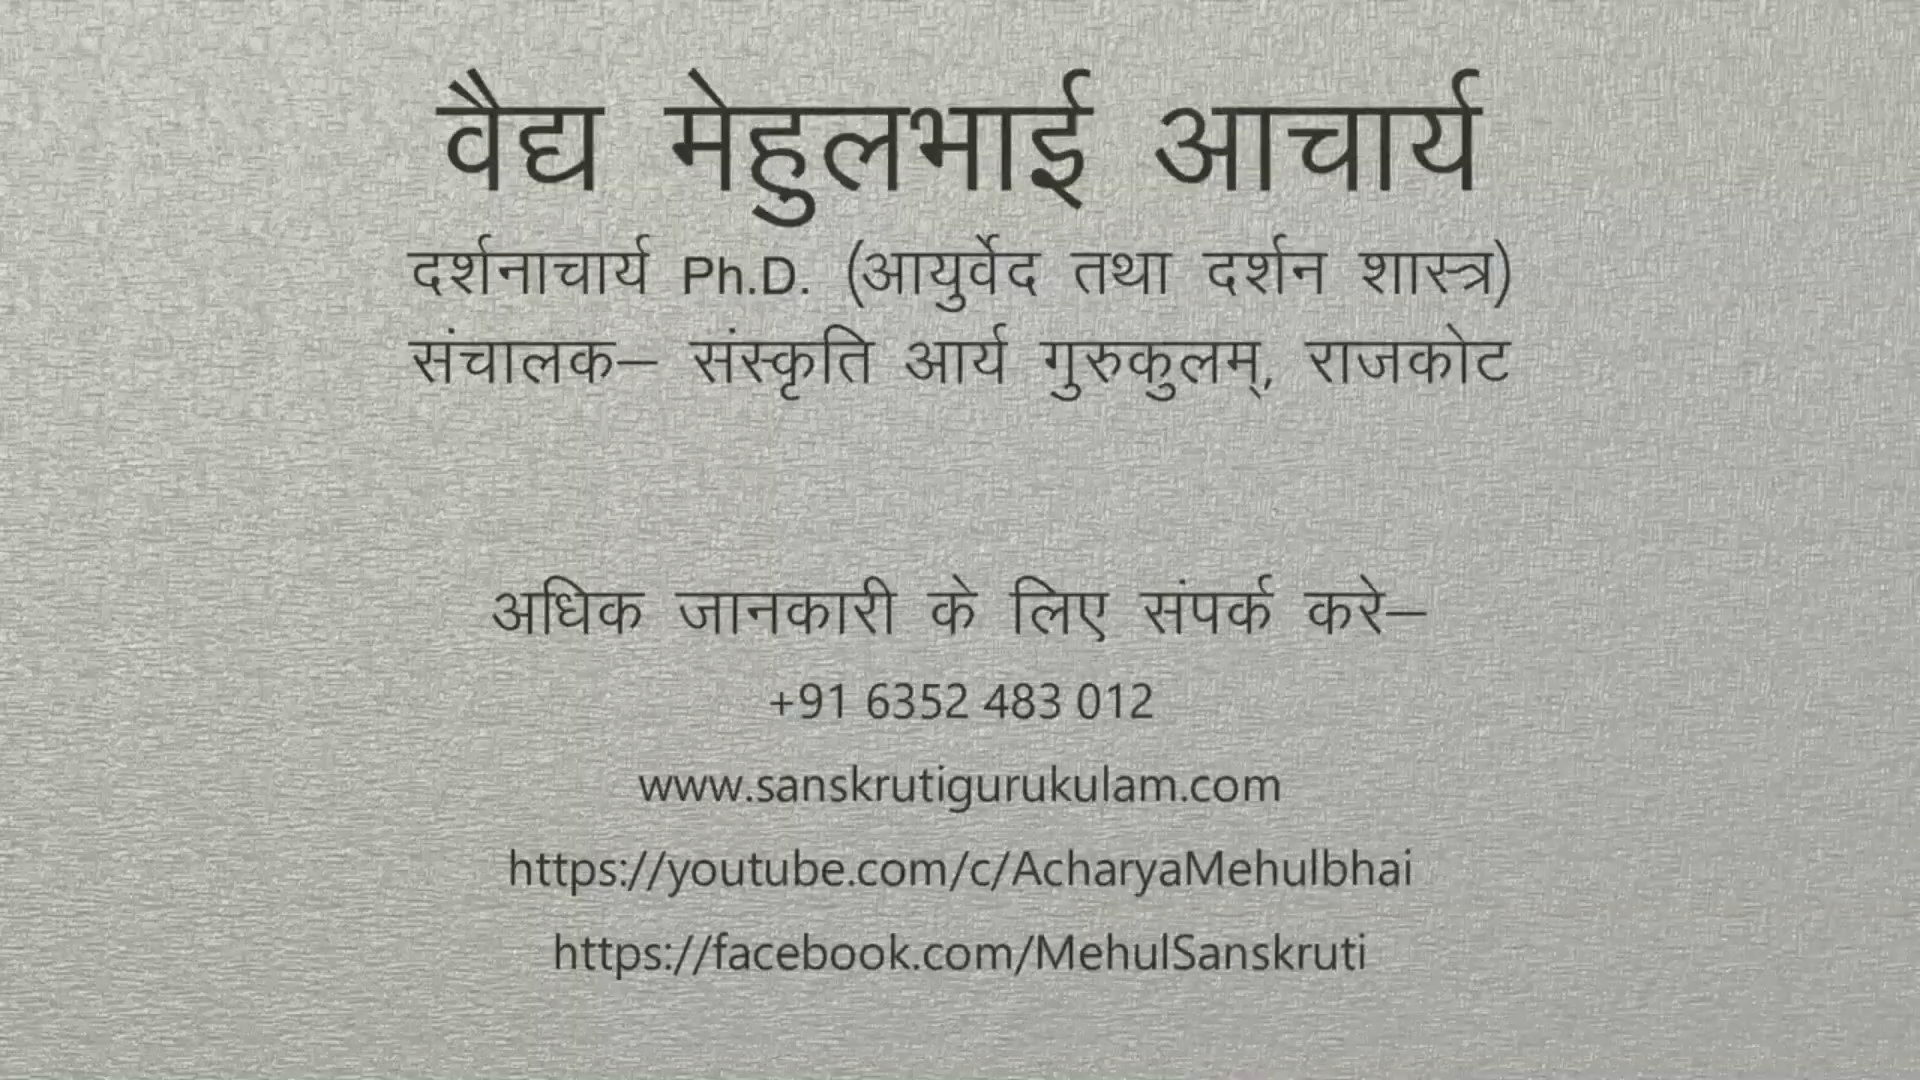 वैद्य मेहुलभाई आचार्य
दर्शनाचार्य Ph.D. (आयुर्वेद तथा दर्शन शास्त्र)
संचालक– संस्कृति आर्य गुरुकुलम्, राजकोट
अधिक जानकारी के लिए संपर्क करे–
+91 6352 483 012
www.sanskrutigurukulam.com
https://youtube.com/c/AcharyaMehulbhai
https://facebook.com/MehulSanskruti